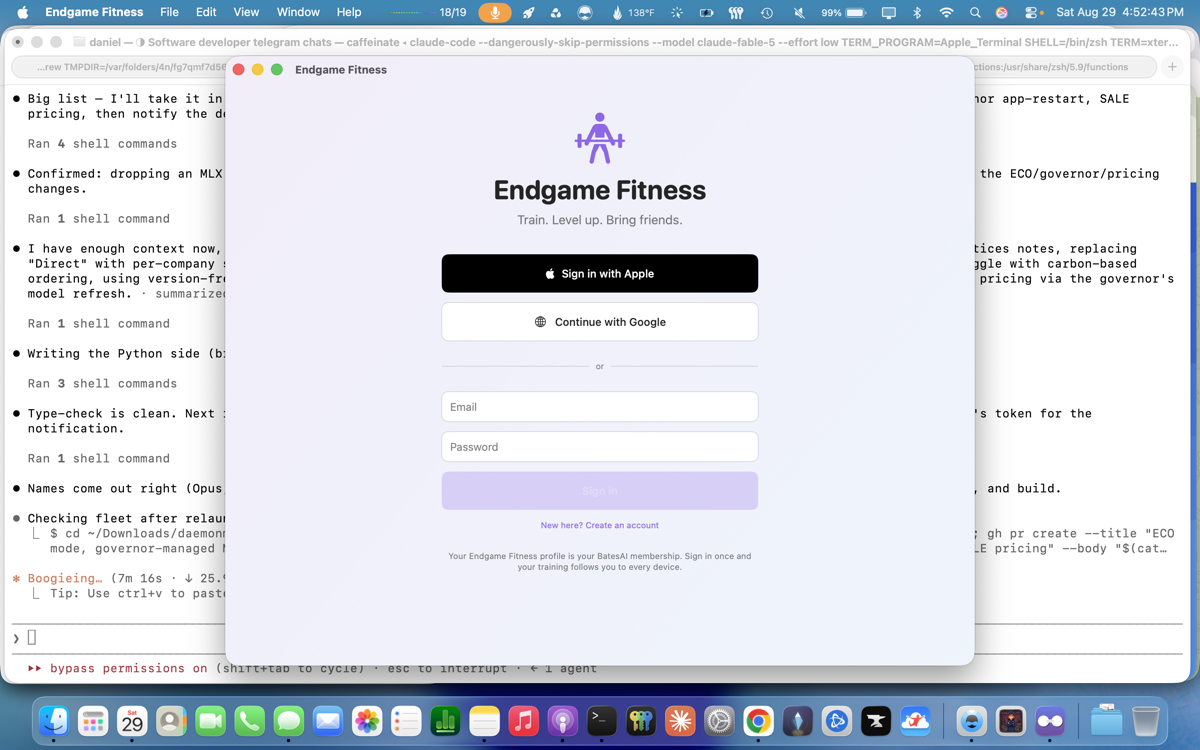 Endgame Fitness File Edit View Window Help 18/19 138°F 99% Sat Aug 29 4:52:43 PM
daniel — Software developer telegram chats — caffeinate • claude-code --dangerously-skip-permissions --model claude-fable-5 --effort low TERM_PROGRAM=Apple_Terminal SHELL=/bin/zsh TERM=xter...
...rew TMPDIR=/var/folders/4n/fg7qmf7d56
ctions:/usr/share/zsh/5.9/functions
Endgame Fitness
Big list — I'll take it in
nor app-restart, SALE
pricing, then notify the
Ran 4 shell commands
Confirmed: dropping an MLX
the ECO/governor/pricing
changes.
Ran 1 shell command
I have enough context now,
tices notes, replacing
"Direct" with per-company
ggle with carbon-based
ordering, using version-fr
pricing via the governor's
model refresh. · summarized
Ran 1 shell command
Writing the Python side
Ran 3 shell commands
Type-check is clean. Next
's token for the
notification.
Ran 1 shell command
Names come out right (Opus
, and build.
Checking fleet after relau
$ cd ~/Downloads/daemon
; gh pr create --title "ECO
mode, governor-managed
LE pricing" --body "$(cat…
Boogieing… (7m 16s · ↓ 25.
Tip: Use ctrl+v to paste
❯
bypass permissions on (shift+tab to cycle) · esc to interrupt · ← 1 agent
Endgame Fitness
Train. Level up. Bring friends.
Sign in with Apple
Continue with Google
or
Email
Password
Sign in
New here? Create an account
Your Endgame Fitness profile is your BatesAI membership. Sign in once and
your training follows you to every device.
Sat
29